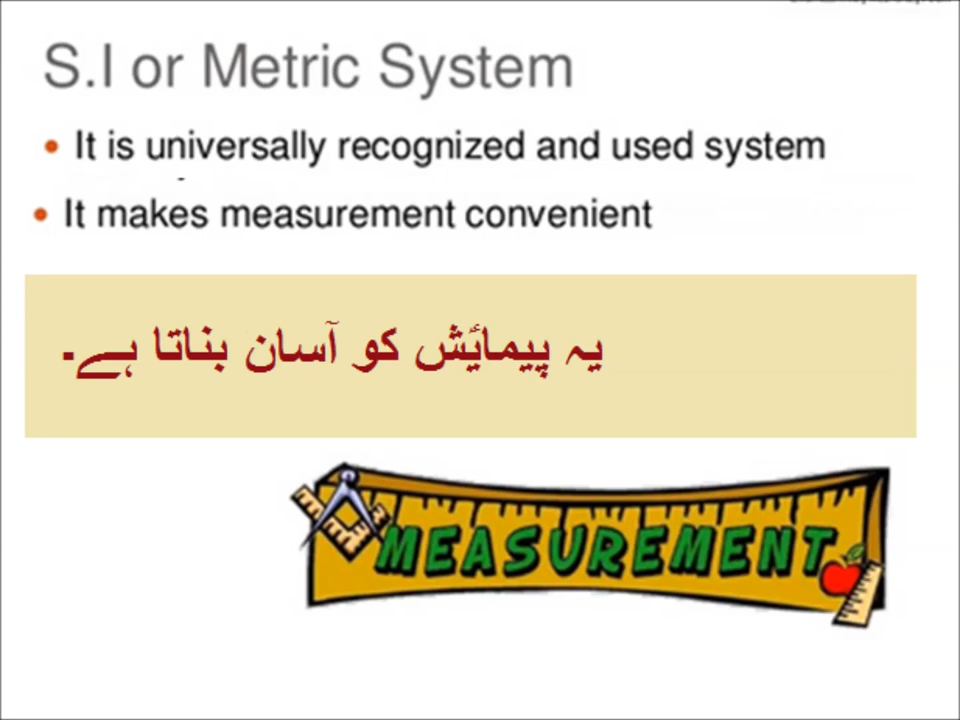 S.I or Metric System
• It is universally recognized and used system
• It makes measurement convenient
یہ پیمائش کو آسان بناتا ہے۔
MEASUREMENT